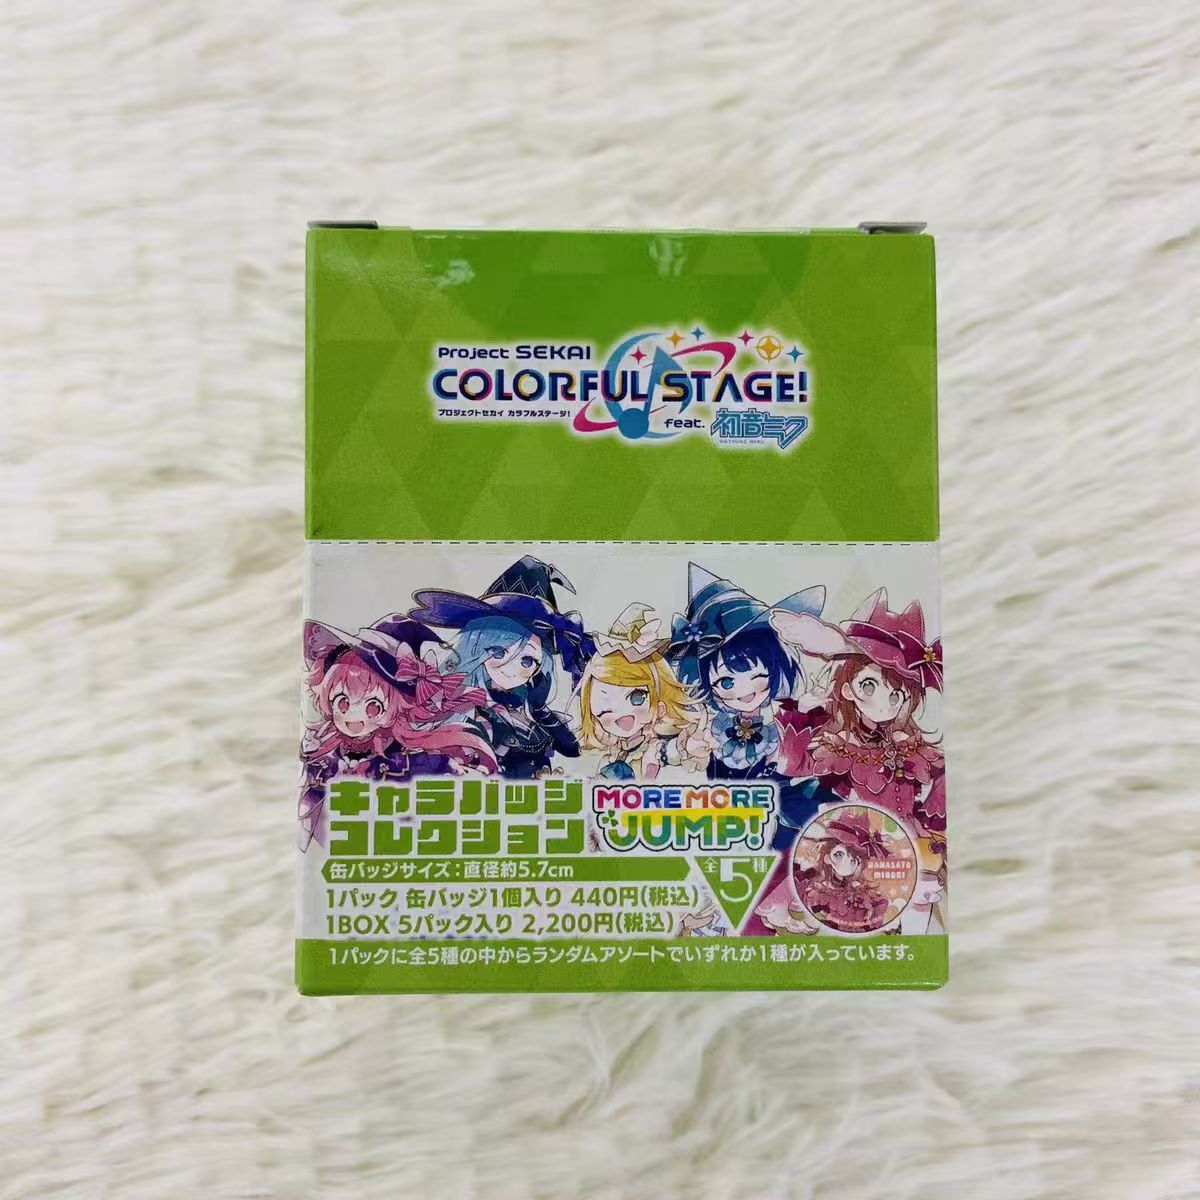 Project SEKAI
COLORFUL STAGE!
プロジェクトセカイ カラフルステージ!
feat. 初音ミク
HATSUNE MIKU
キャラバッジ
コレクション
MORE MORE
JUMP!
缶バッジサイズ:直径約5.7cm
全5種
1パック 缶バッジ1個入り 440円(税込)
1BOX 5パック入り 2,200円(税込)
HANASATO
MINORI
1パックに全5種の中からランダムアソートでいずれか1種が入っています。